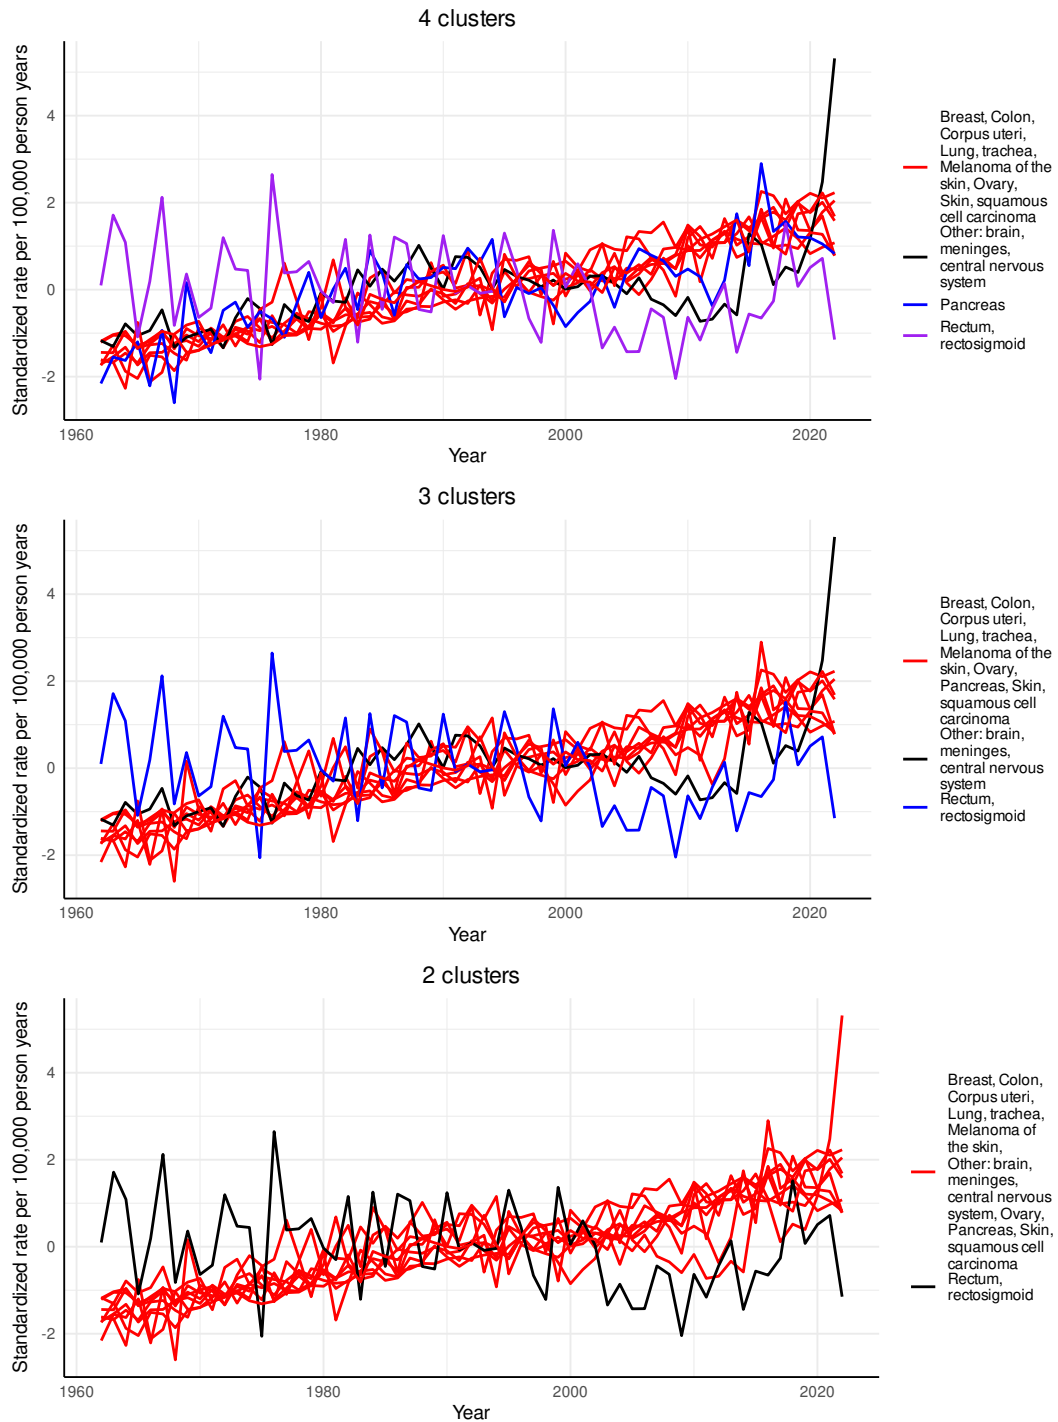 4 clusters
Standardized rate per 100,000 person years
4
2
0
-2
1960
1980
2000
2020
Year
Breast, Colon,
Corpus uteri,
Lung, trachea,
Melanoma of the
skin, Ovary,
Skin, squamous
cell carcinoma
Other: brain,
meninges,
central nervous
system
Pancreas
Rectum,
rectosigmoid
3 clusters
Standardized rate per 100,000 person years
4
2
0
-2
1960
1980
2000
2020
Year
Breast, Colon,
Corpus uteri,
Lung, trachea,
Melanoma of the
skin, Ovary,
Pancreas, Skin,
squamous cell
carcinoma
Other: brain,
meninges,
central nervous
system
Rectum,
rectosigmoid
2 clusters
Standardized rate per 100,000 person years
4
2
0
-2
1960
1980
2000
2020
Year
Breast, Colon,
Corpus uteri,
Lung, trachea,
Melanoma of
the skin,
Other: brain,
meninges,
central nervous
system, Ovary,
Pancreas, Skin,
squamous cell
carcinoma
Rectum,
rectosigmoid